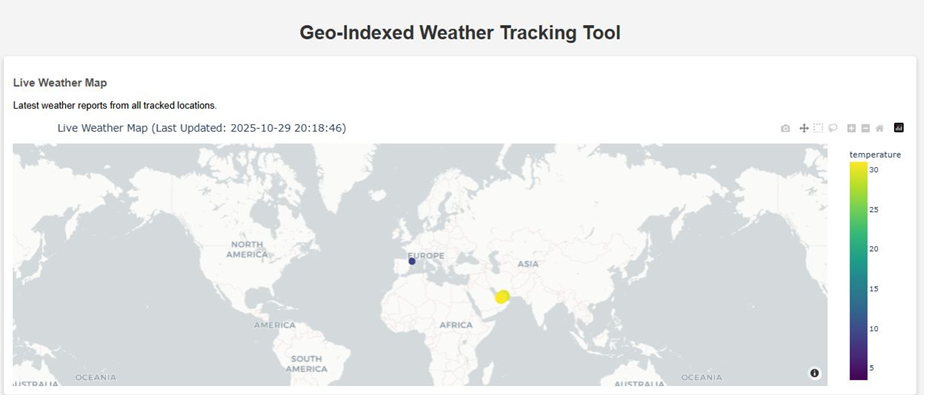 Geo-Indexed Weather Tracking Tool
Live Weather Map
Latest weather reports from all tracked locations.
Live Weather Map (Last Updated: 2025-10-29 20:18:46)
temperature
30
25
20
15
10
5
NORTH
AMERICA
EUROPE
ASIA
AMERICA
AFRICA
SOUTH
AMERICA
OCEANIA
OCEANIA
USTRALIA
AUSTRALIA